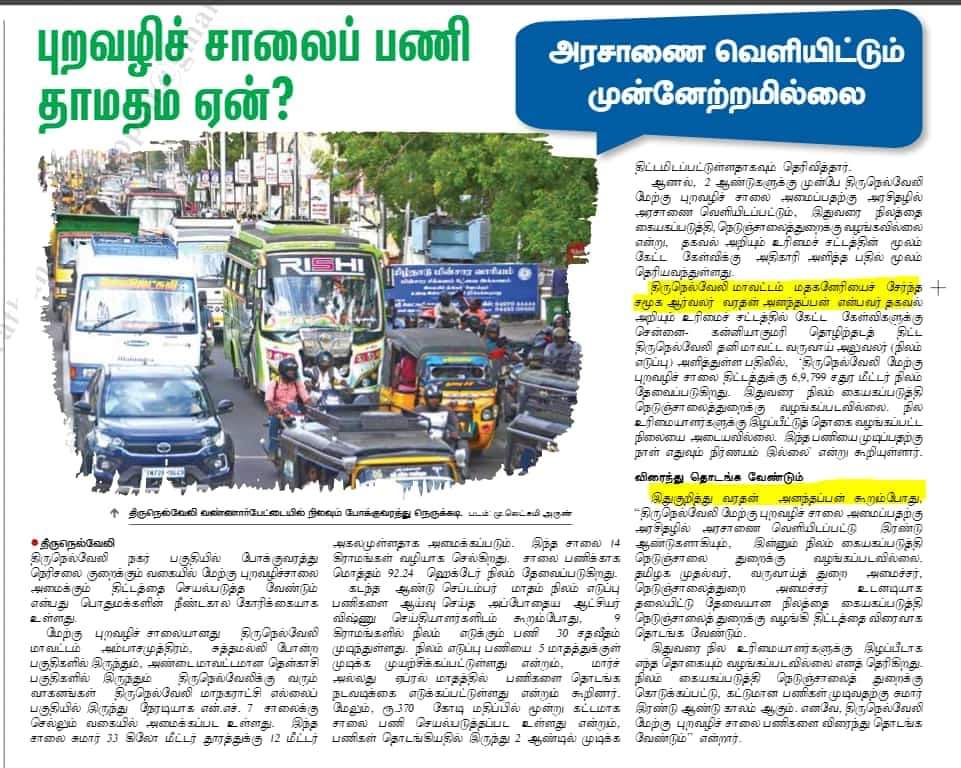 புறவழிச் சாலைப் பணி
தாமதம் ஏன்?
அரசாணை வெளியிட்டும்
முன்னேற்றமில்லை
RISHI
தமிழ்நாடு மின்சார வாரியம்
திருநெல்வேலி வண்ணார்பேட்டையில் நிலவும் போக்குவரத்து நெருக்கடி. படம்: மு.லெட்சுமி அருண்
திருநெல்வேலி
திருநெல்வேலி நகர் பகுதியில் போக்குவரத்து
நெரிசலை குறைக்கும் வகையில் மேற்கு புறவழிச்சாலை
அமைக்கும் திட்டத்தை செயல்படுத்த வேண்டும்
என்பது பொதுமக்களின் நீண்டகால கோரிக்கையாக
உள்ளது.
மேற்கு புறவழிச் சாலையானது திருநெல்வேலி
மாவட்டம் அம்பாசமுத்திரம், சுத்தமல்லி போன்ற
பகுதிகளில் இருந்தும், அண்டை மாவட்டமான தென்காசி
பகுதிகளில் இருந்தும் திருநெல்வேலிக்கு வரும்
வாகனங்கள் திருநெல்வேலி மாநகராட்சி எல்லைப்
பகுதியில் இருந்து நேரடியாக என்.எச். 7 சாலைக்கு
செல்லும் வகையில் அமைக்கப்பட உள்ளது. இந்த
சாலை சுமார் 33 கிலோ மீட்டர் தூரத்துக்கு 12 மீட்டர்
அகலமுள்ளதாக அமைக்கப்படும். இந்த சாலை 14
கிராமங்கள் வழியாக செல்கிறது. சாலை பணிக்காக
மொத்தம் 92.24 ஹெக்டேர் நிலம் தேவைப்படுகிறது.
கடந்த ஆண்டு செப்டம்பர் மாதம் நிலம் எடுப்பு
பணிகளை ஆய்வு செய்த அப்போதைய ஆட்சியர்
விஷ்ணு செய்தியாளர்களிடம் கூறும்போது, 9
கிராமங்களில் நிலம் எடுக்கும் பணி 30 சதவீதம்
முடிந்துள்ளது. நிலம் எடுப்பு பணியை 5 மாதத்துக்குள்
முடிக்க முயற்சிக்கப்பட்டுள்ளது என்றும், மார்ச்
அல்லது ஏப்ரல் மாதத்தில் பணிகளை தொடங்க
நடவடிக்கை எடுக்கப்பட்டுள்ளது என்றும் கூறினார்.
மேலும், ரூ.370 கோடி மதிப்பில் மூன்று கட்டமாக
சாலை பணி செயல்படுத்தப்பட உள்ளது என்றும்,
பணிகள் தொடங்கியதில் இருந்து 2 ஆண்டில் முடிக்க
திட்டமிடப்பட்டுள்ளதாகவும் தெரிவித்தார்.
ஆனால், 2 ஆண்டுகளுக்கு முன்பே திருநெல்வேலி
மேற்கு புறவழிச் சாலை அமைப்பதற்கு அரசிதழில்
அரசாணை வெளியிடப்பட்டும், இதுவரை நிலத்தை
கையகப்படுத்தி, நெடுஞ்சாலைத்துறைக்கு வழங்கவில்லை
என்று, தகவல் அறியும் உரிமைச் சட்டத்தின் மூலம்
கேட்ட கேள்விக்கு அதிகாரி அளித்த பதில் மூலம்
தெரியவந்துள்ளது.
திருநெல்வேலி மாவட்டம் மதகனேரியைச் சேர்ந்த
சமூக ஆர்வலர் வரதன் அனந்தப்பன் என்பவர் தகவல்
அறியும் உரிமைச் சட்டத்தில் கேட்ட கேள்விகளுக்கு
சென்னை- கன்னியாகுமரி தொழிற்தடத் திட்ட
திருநெல்வேலி தனி மாவட்ட வருவாய் அலுவலர் (நிலம்
எடுப்பு) அளித்துள்ள பதிலில், 'திருநெல்வேலி மேற்கு
புறவழிச் சாலை திட்டத்துக்கு 6,9,799 சதுர மீட்டர் நிலம்
தேவைப்படுகிறது. இதுவரை நிலம் கையகப்படுத்தி
நெடுஞ்சாலைத்துறைக்கு வழங்கப்படவில்லை. நில
உரிமையாளர்களுக்கு இழப்பீட்டுத் தொகை வழங்கப்பட்ட
நிலையை அடையவில்லை. இந்த பணியை முடிப்பதற்கு
நாள் எதுவும் நிர்ணயம் இல்லை' என்று கூறியுள்ளார்.
விரைந்து தொடங்க வேண்டும்
இதுகுறித்து வரதன் அனந்தப்பன் கூறும்போது,
"திருநெல்வேலி மேற்கு புறவழிச் சாலை அமைப்பதற்கு
அரசிதழில் அரசாணை வெளியிடப்பட்டு இரண்டு
ஆண்டுகளாகியும், இன்னும் நிலம் கையகப்படுத்தி
நெடுஞ்சாலை துறைக்கு வழங்கப்படவில்லை.
தமிழக முதல்வர், வருவாய் துறை அமைச்சர்,
நெடுஞ்சாலைத்துறை அமைச்சர் உடனடியாக
தலையிட்டு தேவையான நிலத்தை கையகப்படுத்தி
நெடுஞ்சாலைத் துறைக்கு வழங்கி திட்டத்தை விரைவாக
தொடங்க வேண்டும்.
இதுவரை நில உரிமையாளர்களுக்கு இழப்பீடாக
எந்த தொகையும் வழங்கப்படவில்லை எனத் தெரிகிறது.
நிலம் கையகப்படுத்தி நெடுஞ்சாலைத் துறைக்கு
கொடுக்கப்பட்டு, கட்டுமான பணிகள் முடிவதற்கு சுமார்
இரண்டு ஆண்டு காலம் ஆகும். எனவே, திருநெல்வேலி
மேற்கு புறவழிச் சாலை பணிகளை விரைந்து தொடங்க
வேண்டும்" என்றார்.